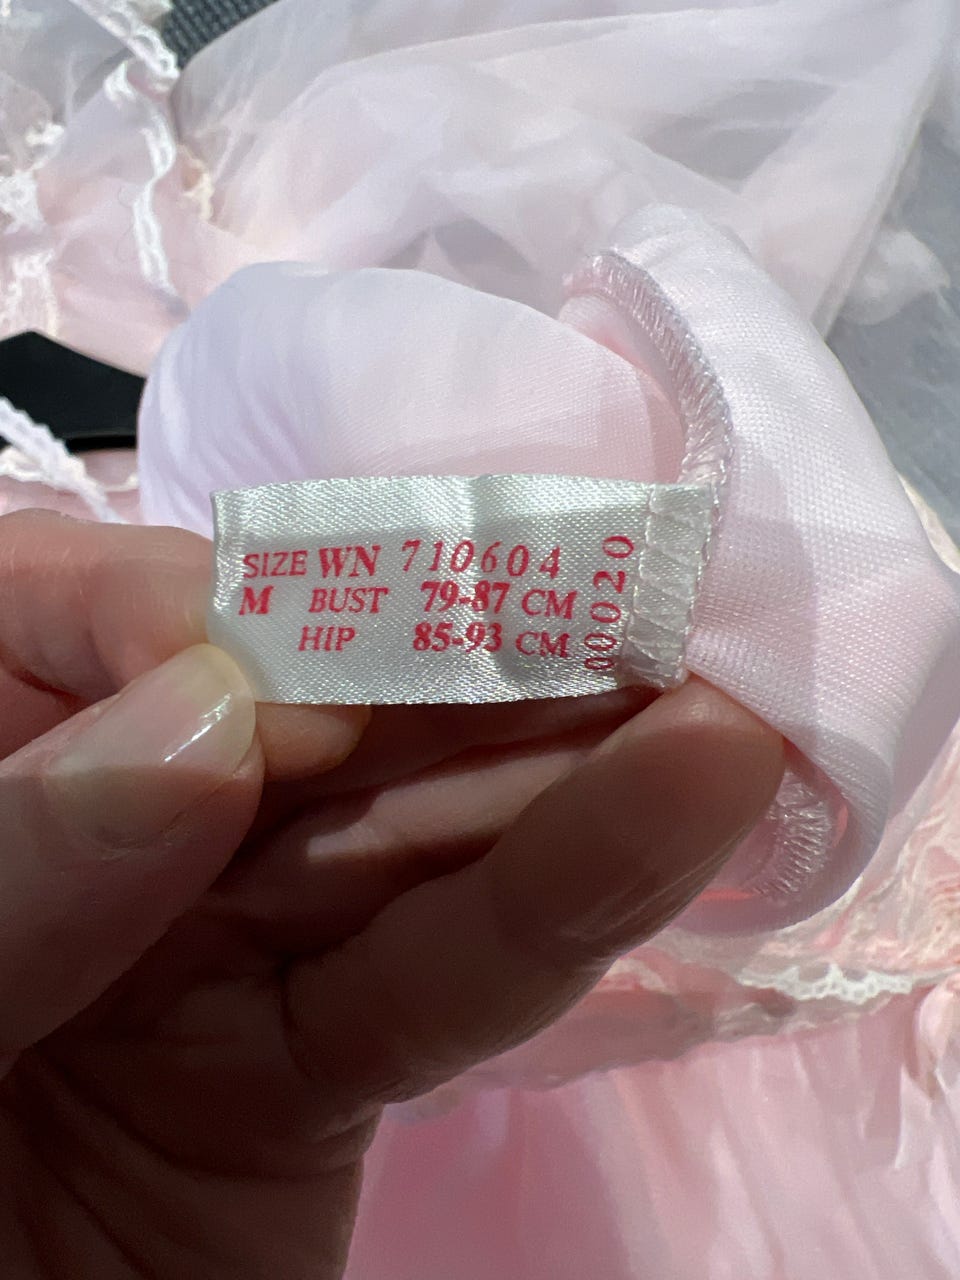 SIZE WN 710604
M BUST 79-87 CM
HIP 85-93 CM
00020